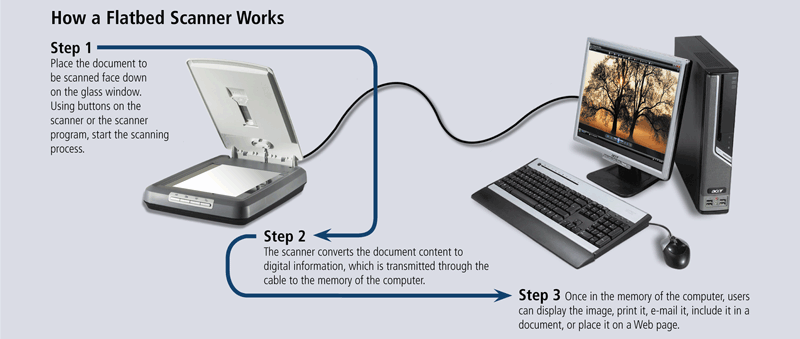 How a Flatbed Scanner Works
Step 1
Place the document to
be scanned face down
on the glass window.
Using buttons on the
scanner or the scanner
program, start the scanning
process.
Step 2
The scanner converts the document content to
digital information, which is transmitted through the
cable to the memory of the computer.
Step 3 Once in the memory of the computer, users
can display the image, print it, e-mail it, include it in a
document, or place it on a Web page.
acer